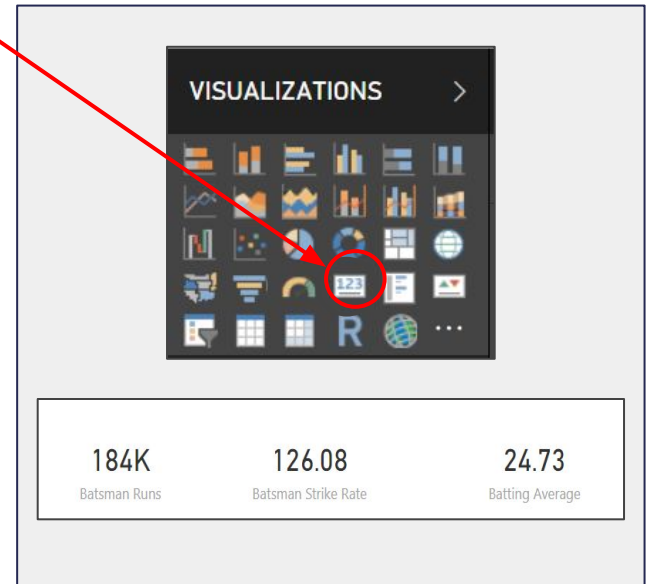 VISUALIZATIONS >
123
R ...
184K 126.08 24.73
Batsman Runs Batsman Strike Rate Batting Average